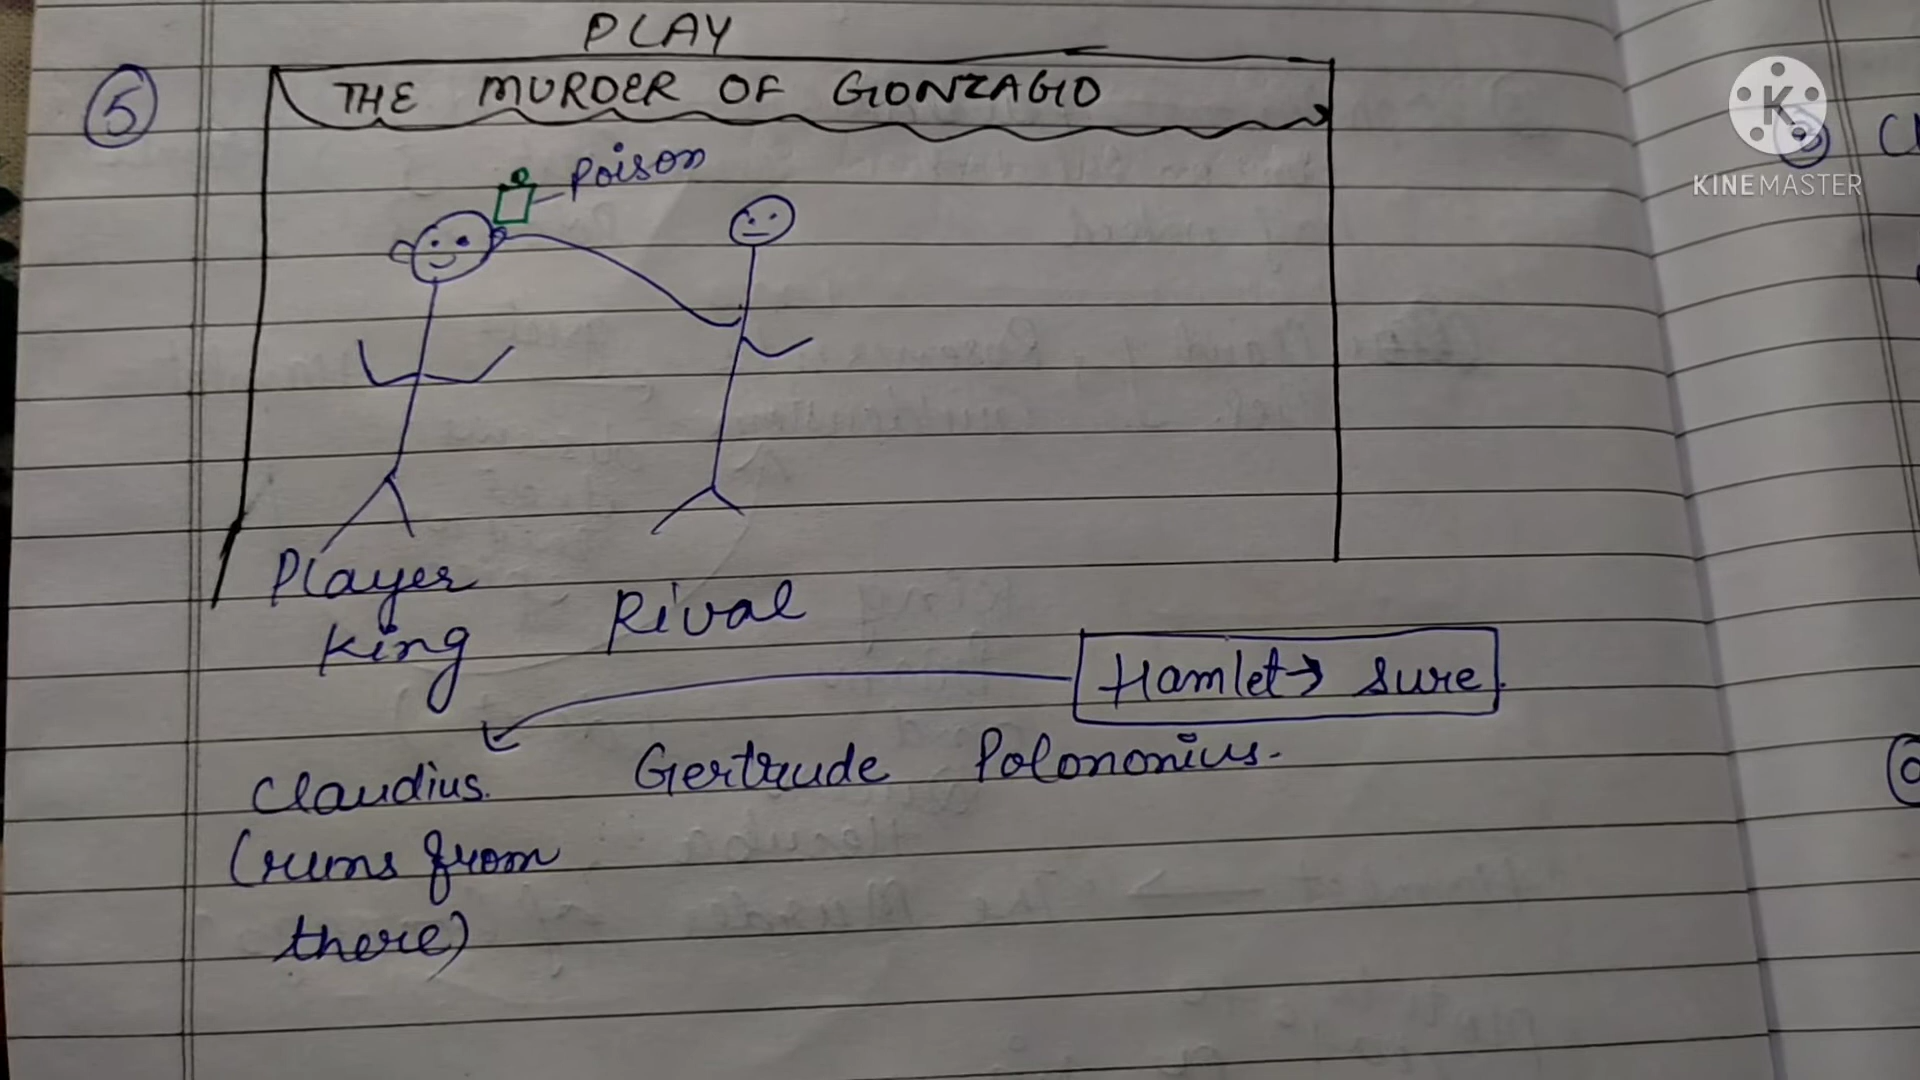 PLAY
5
THE MURDER OF GONZAGO
Poison
Player
King
Rival
Hamlet → Sure.
Claudius. Gertrude Polononius.
(runs from
there)
K
KINEMASTER